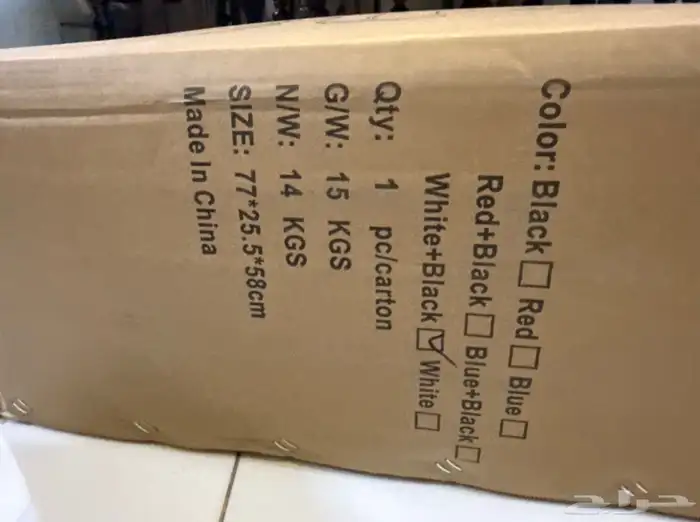 Color: Black☐ Red☐ Blue☐
Red+Black☐ Blue+Black☐
White+Black☑ White☐
Qty: 1 pc/carton
G/W: 15 KGS
N/W: 14 KGS
SIZE: 77*25.5*58cm
Made In China
حراج